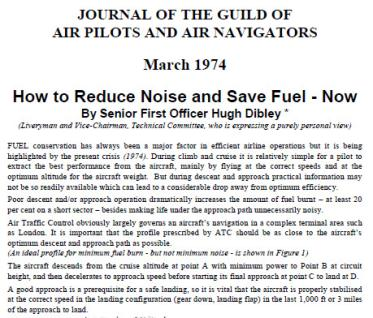 JOURNAL OF THE GUILD OF
AIR PILOTS AND AIR NAVIGATORS
March 1974
How to Reduce Noise and Save Fuel - Now
By Senior First Officer Hugh Dibley *
(Liveryman and Vice-Chairman, Technical Committee, who is expressing a purely personal view)
FUEL conservation has always been a major factor in efficient airline operations but it is being
highlighted by the present crisis (1974). During climb and cruise it is relatively simple for a pilot to
extract the best performance from the aircraft, mainly by flying at the correct speeds and at the
optimum altitude for the aircraft weight. But during descent and approach practical information may
not be so readily available which can lead to a considerable drop away from optimum efficiency.
Poor descent and/or approach operation dramatically increases the amount of fuel burnt – at least 20
per cent on a short sector – besides making life under the approach path unnecessarily noisy.
Air Traffic Control obviously largely governs an aircraft's navigation in a complex terminal area such
as London. It is important that the profile prescribed by ATC should be as close to the aircraft's
optimum descent and approach path as possible.
(An ideal profile for minimum fuel burn - but not minimum noise - is shown in Figure 1)
The aircraft descends from the cruise altitude at point A with minimum power to Point B at circuit
height, and then decelerates to approach speed before starting its final approach at point C to land at D.
A good approach is a prerequisite for a safe landing, so it is vital that the aircraft is properly stabilised
at the correct speed in the landing configuration (gear down, landing flap) in the last 1,000 ft or 3 miles
of the approach to land.